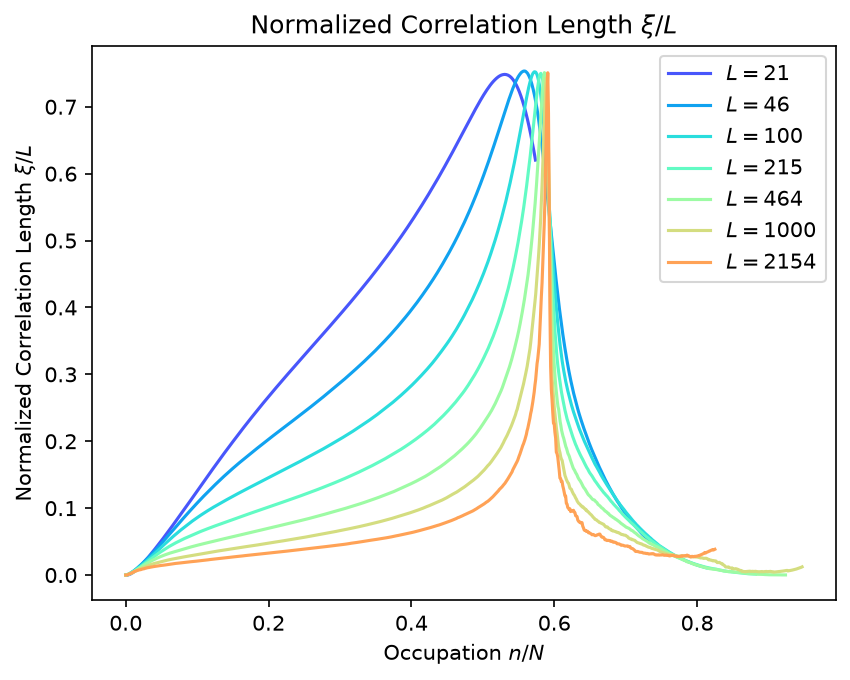 Normalized Correlation Length ξ/L
Normalized Correlation Length ξ/L
0.7
0.6
0.5
0.4
0.3
0.2
0.1
0.0
0.0 0.2 0.4 0.6 0.8
Occupation n/N
L = 21
L = 46
L = 100
L = 215
L = 464
L = 1000
L = 2154